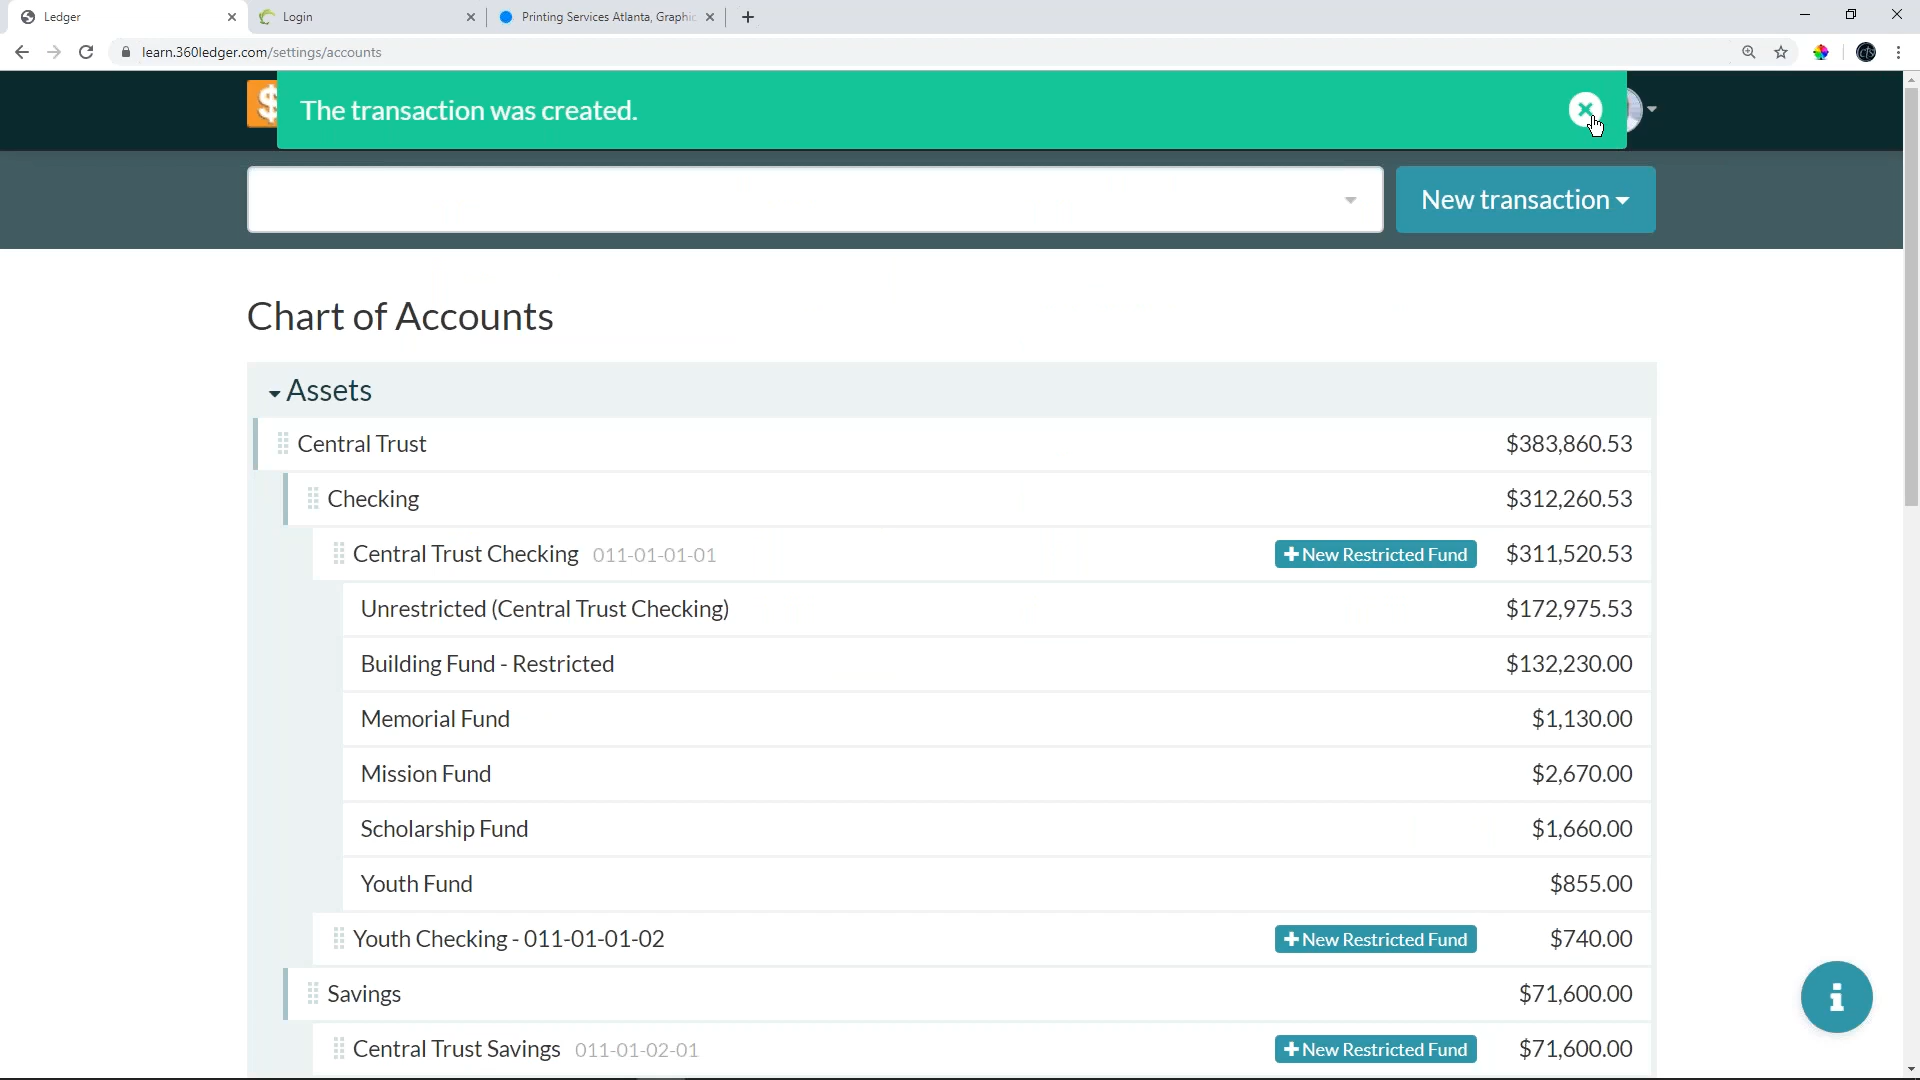 Ledger
Login
Printing Services Atlanta, Graphic
learn.360ledger.com/settings/accounts
cfs
$
The transaction was created.
New transaction
Chart of Accounts
Assets
Central Trust $383,860.53
Checking $312,260.53
Central Trust Checking 011-01-01-01 New Restricted Fund $311,520.53
Unrestricted (Central Trust Checking) $172,975.53
Building Fund - Restricted $132,230.00
Memorial Fund $1,130.00
Mission Fund $2,670.00
Scholarship Fund $1,660.00
Youth Fund $855.00
Youth Checking - 011-01-01-02 New Restricted Fund $740.00
Savings $71,600.00
Central Trust Savings 011-01-02-01 New Restricted Fund $71,600.00